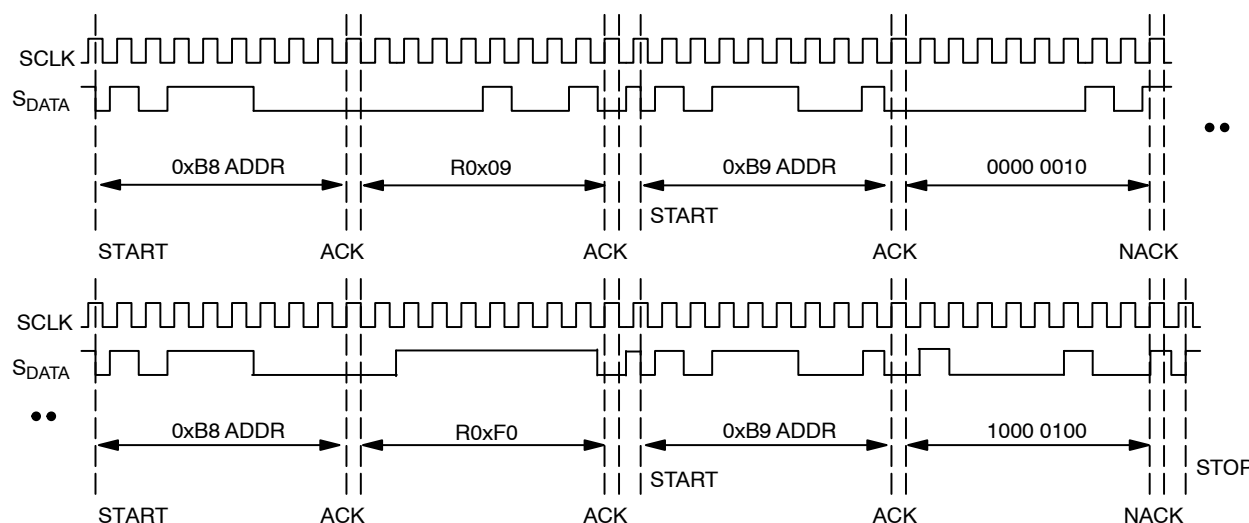 SCLK
SDATA
0xB8 ADDR
R0x09
0xB9 ADDR
0000 0010
START
START
ACK
ACK
ACK
NACK
SCLK
SDATA
0xB8 ADDR
R0xF0
0xB9 ADDR
1000 0100
START
STOP
START
ACK
ACK
ACK
NACK